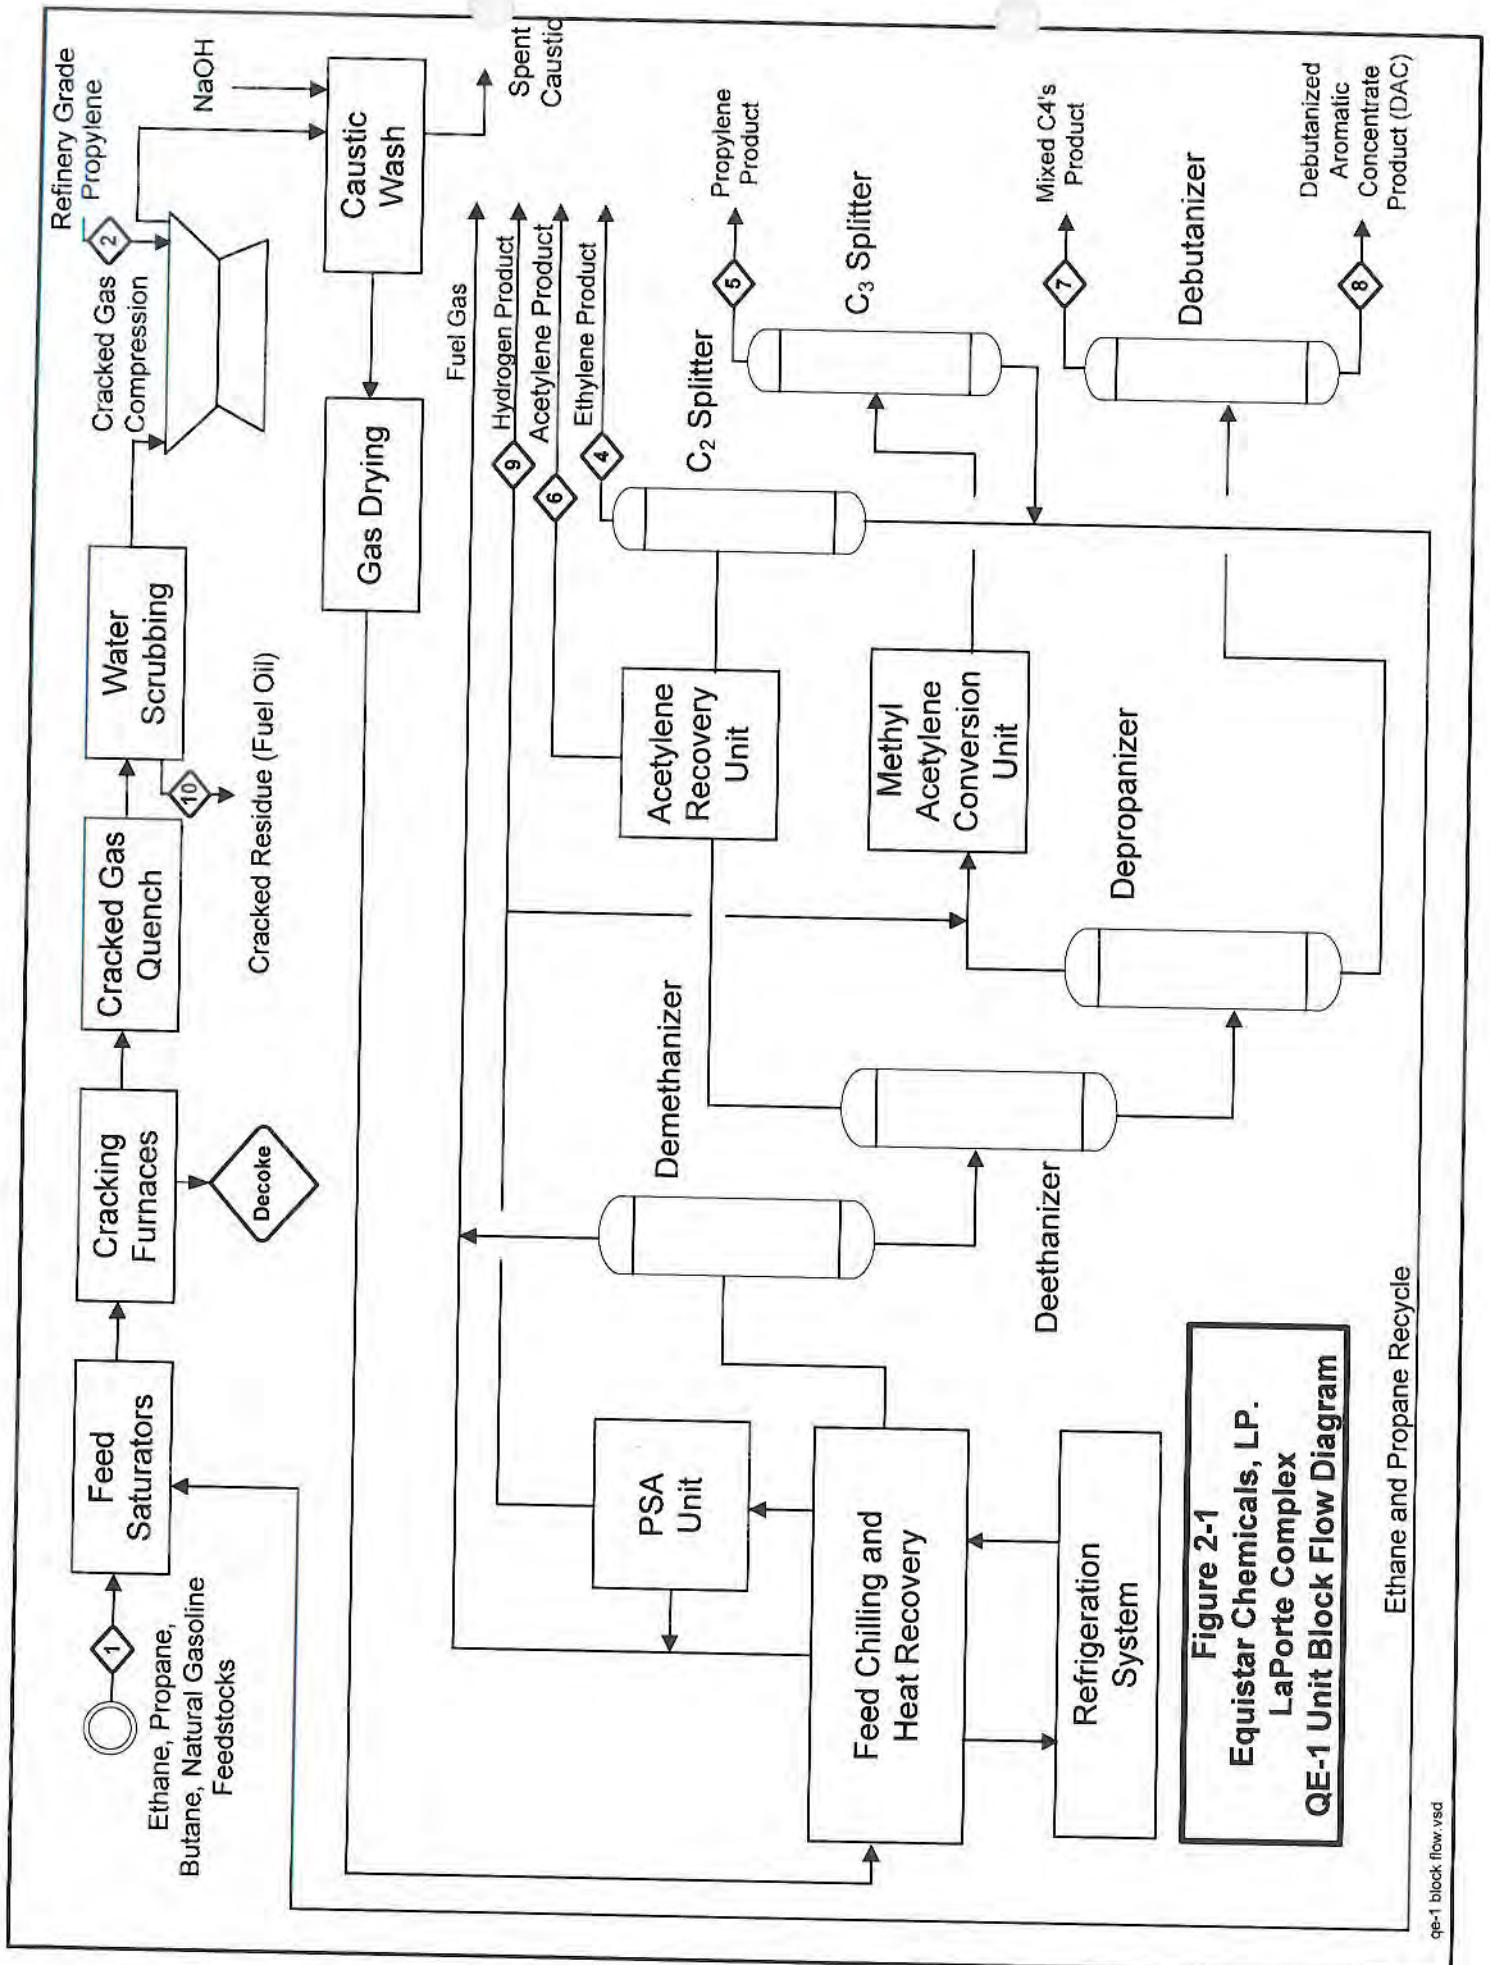 Refinery Grade
Propylene
2
Cracked Gas
Compression
NaOH
Caustic
Wash
Spent
Caustic
Water
Scrubbing
Cracked Gas
Quench
10
Cracked Residue (Fuel Oil)
Cracking
Furnaces
Decoke
Feed
Saturators
1
Ethane, Propane,
Butane, Natural Gasoline
Feedstocks
Gas Drying
Fuel Gas
Hydrogen Product
9
Acetylene Product
6
Ethylene Product
4
C₂ Splitter
Propylene
Product
5
C₃ Splitter
Mixed C4's
Product
7
Debutanizer
Debutanized
Aromatic
Concentrate
Product (DAC)
8
Acetylene
Recovery
Unit
Methyl
Acetylene
Conversion
Unit
Depropanizer
Demethanizer
Deethanizer
PSA
Unit
Feed Chilling and
Heat Recovery
Refrigeration
System
Figure 2-1
Equistar Chemicals, LP.
LaPorte Complex
QE-1 Unit Block Flow Diagram
Ethane and Propane Recycle
qe-1 block flow.vsd